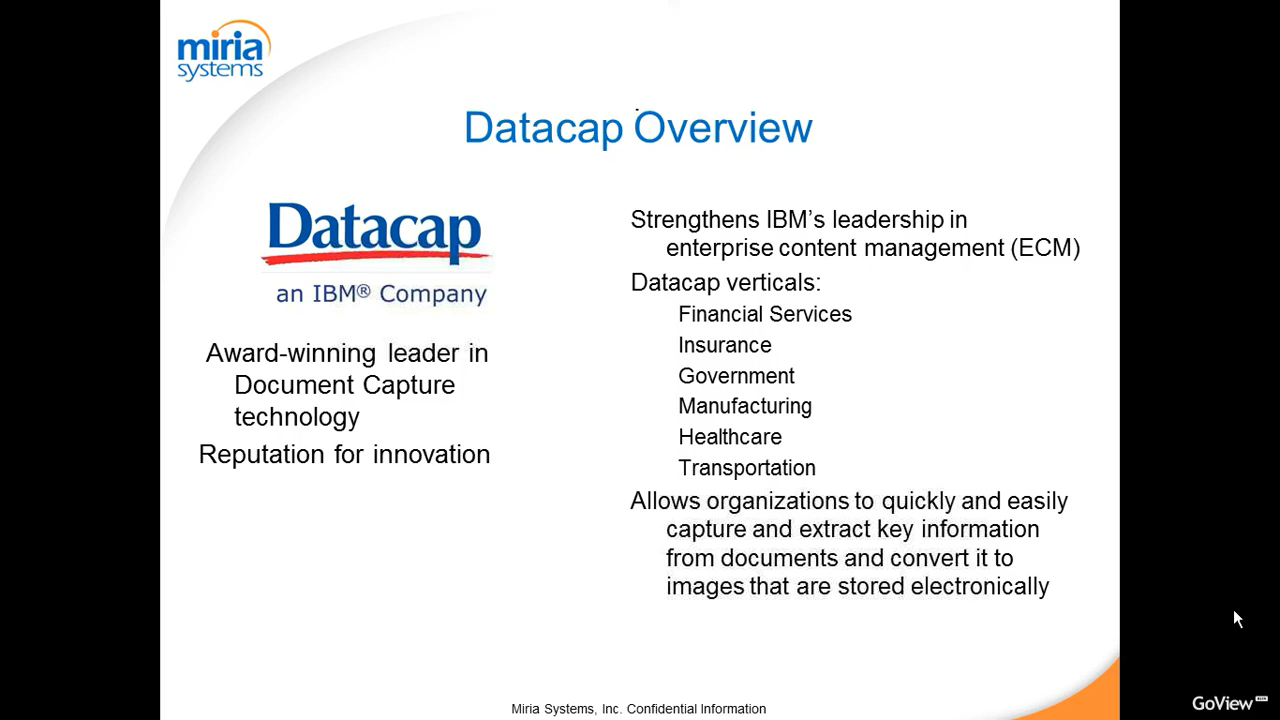 miria
systems
Datacap Overview
Datacap
an IBM® Company
Award-winning leader in
Document Capture
technology
Reputation for innovation
Strengthens IBM’s leadership in
enterprise content management (ECM)
Datacap verticals:
Financial Services
Insurance
Government
Manufacturing
Healthcare
Transportation
Allows organizations to quickly and easily
capture and extract key information
from documents and convert it to
images that are stored electronically
Miria Systems, Inc. Confidential Information
GoView BETA